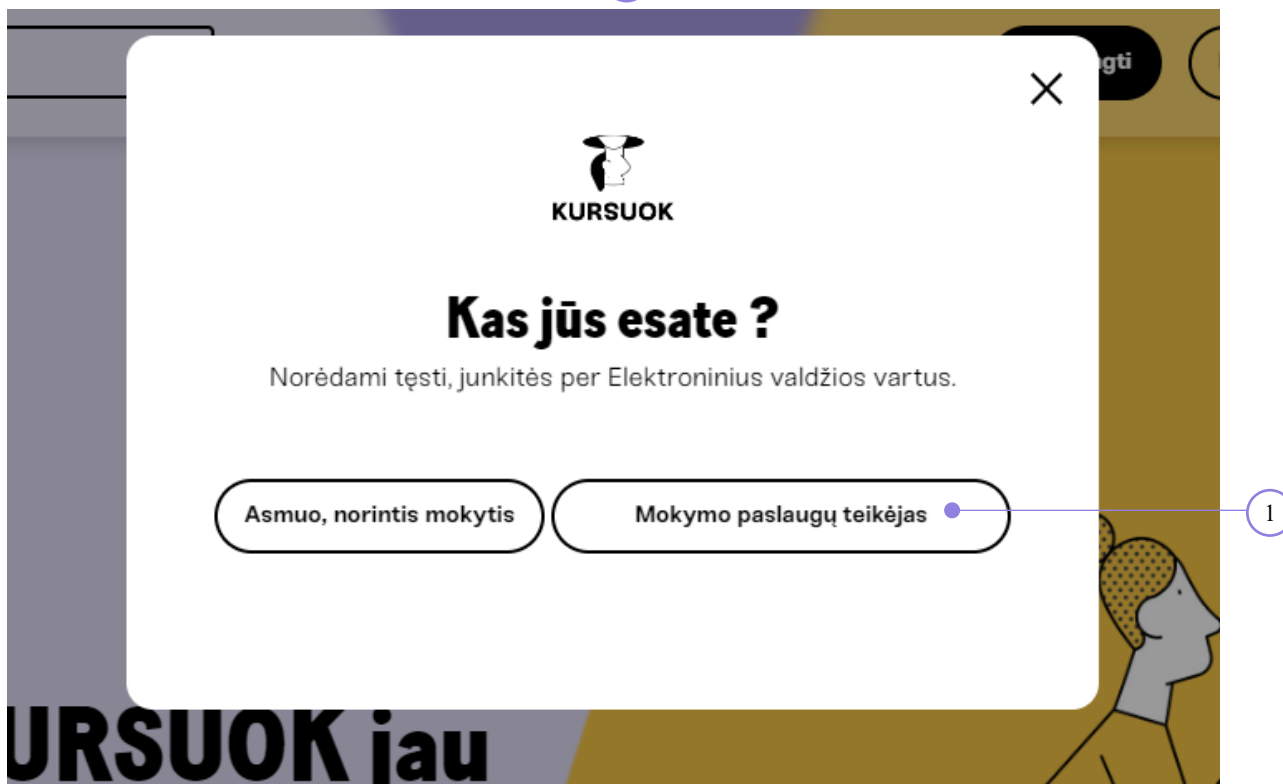 gti
KURSUOK
Kas jūs esate ?
Norėdami tęsti, junkitės per Elektroninius valdžios vartus.
Asmuo, norintis mokytis
Mokymo paslaugų teikėjas
1
URSUOK jau